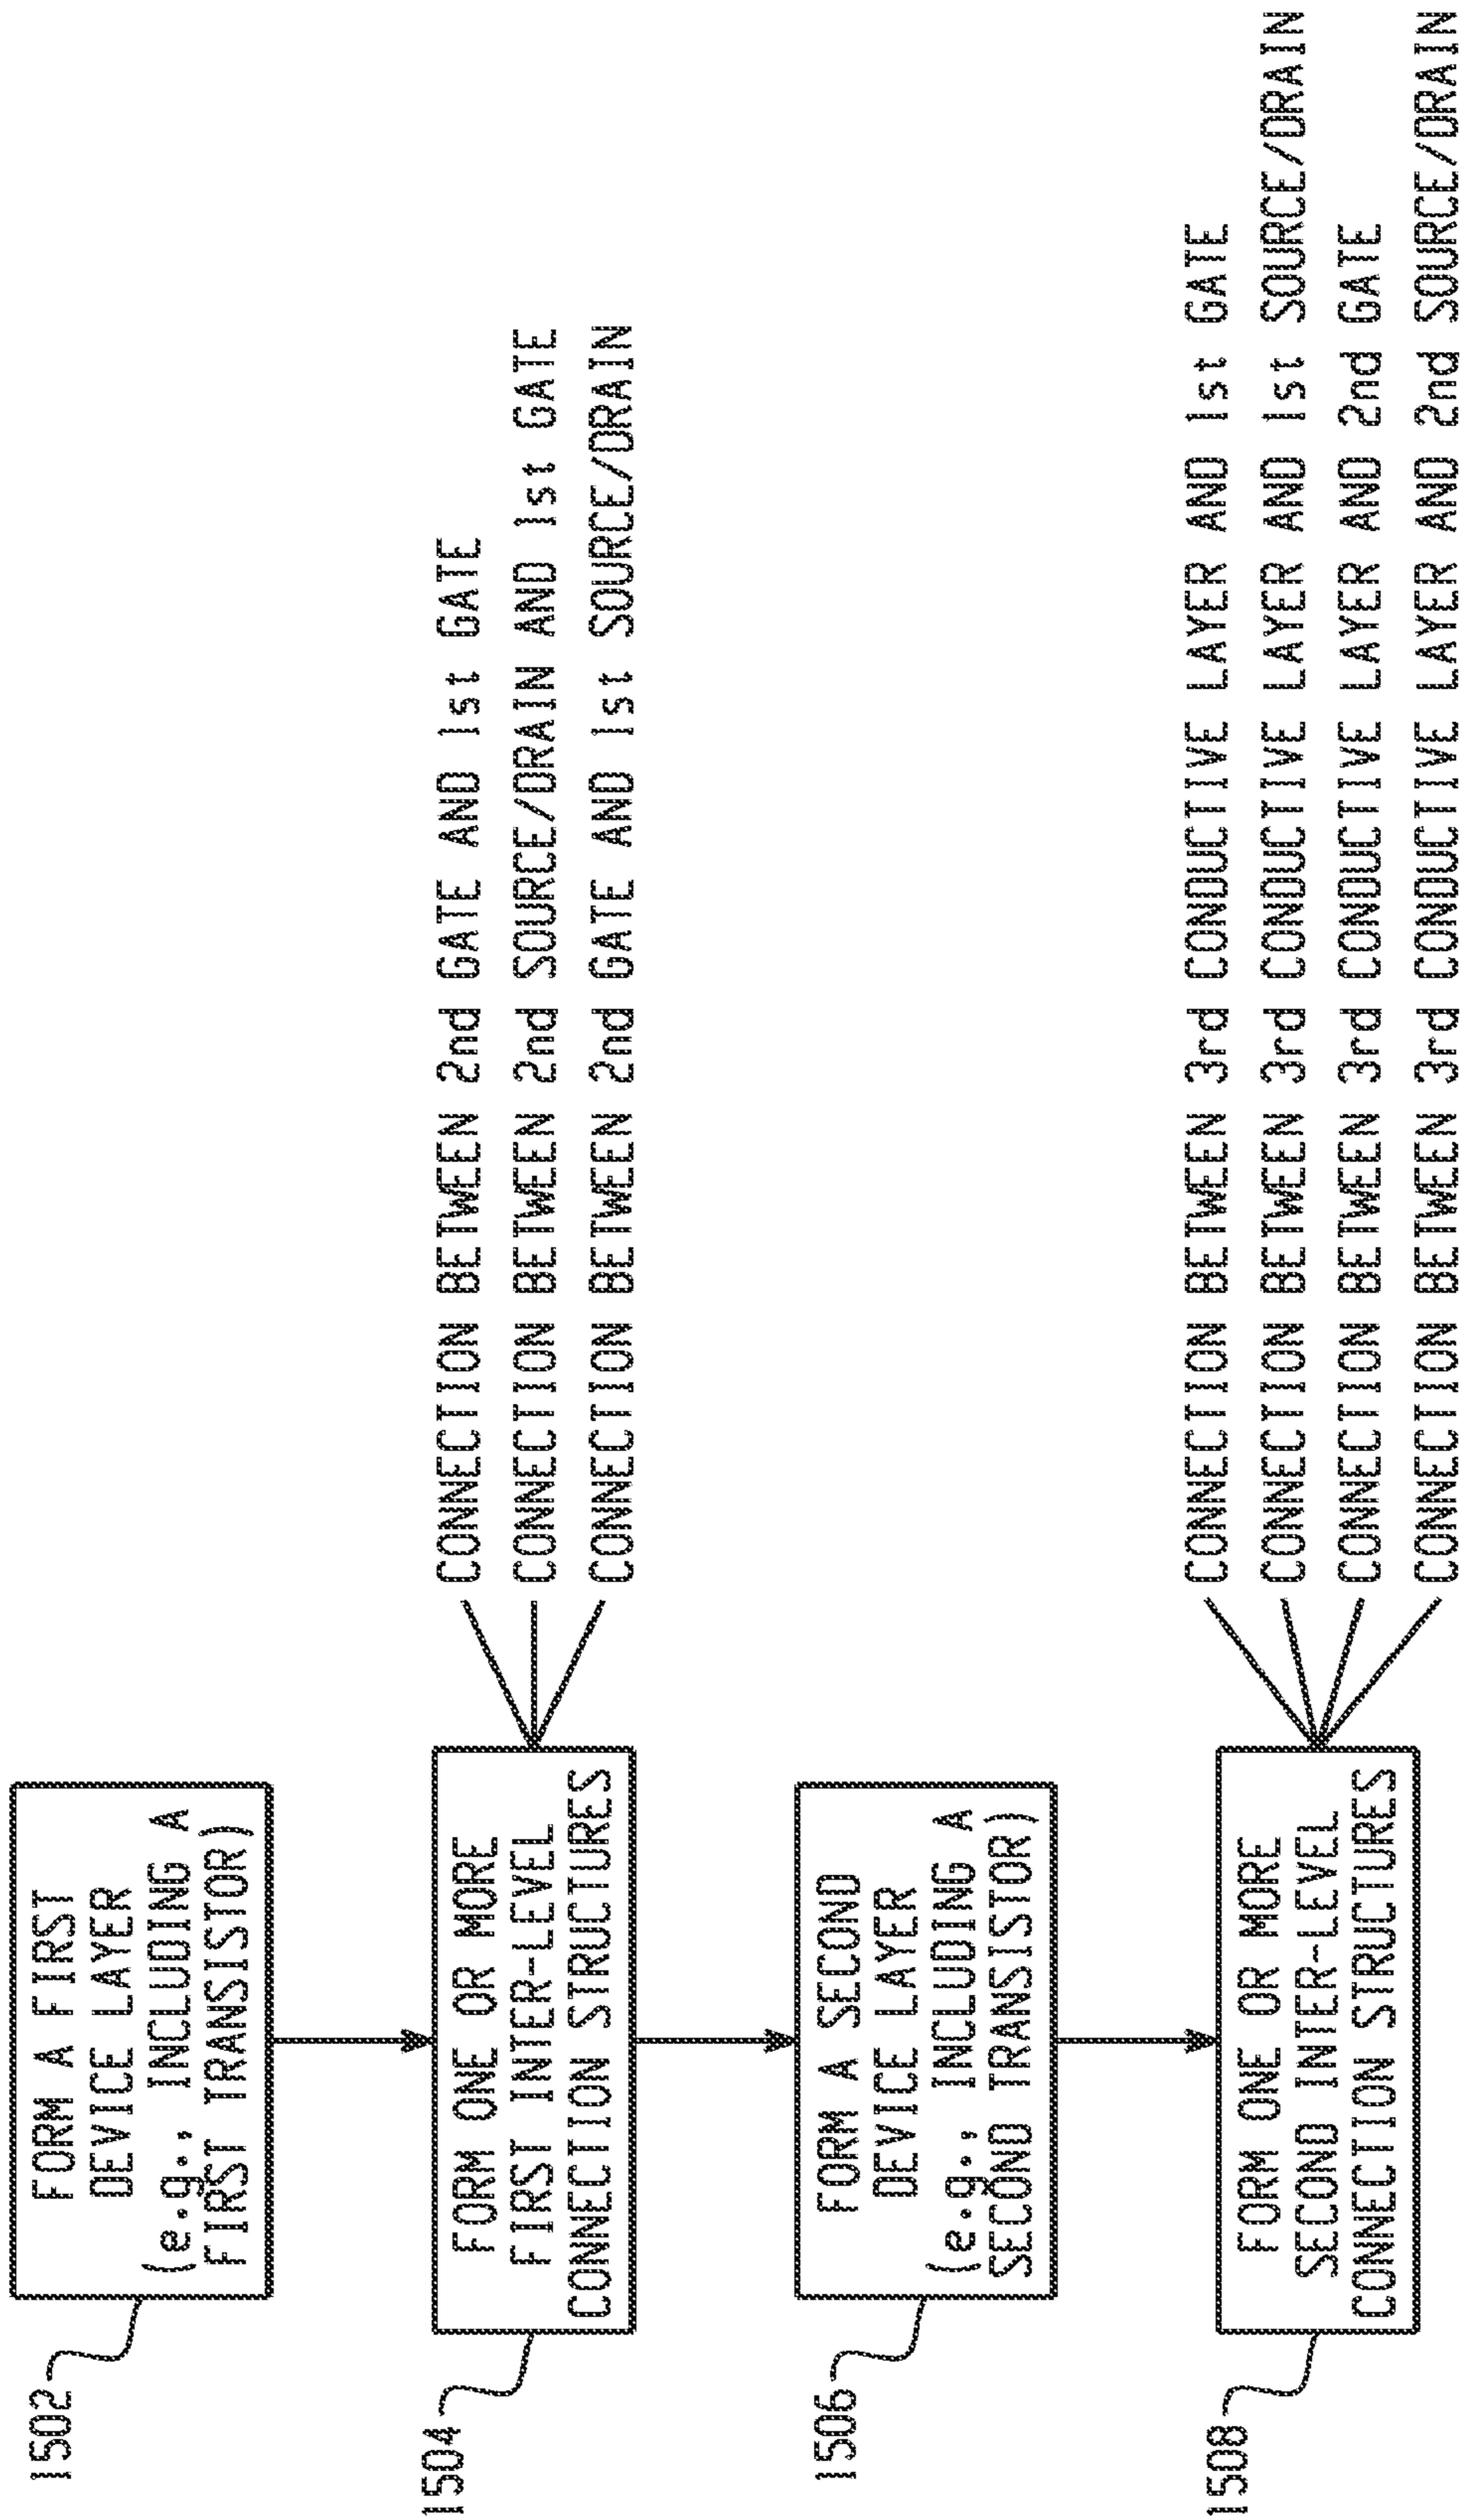 1502
FORM A FIRST
DEVICE LAYER
(e.g., INCLUDING A
FIRST TRANSISTOR)
1504
FORM ONE OR MORE
FIRST INTER-LEVEL
CONNECTION STRUCTURES
CONNECTION BETWEEN 2nd GATE AND 1st GATE
CONNECTION BETWEEN 2nd SOURCE/DRAIN AND 1st GATE
CONNECTION BETWEEN 2nd GATE AND 1st SOURCE/DRAIN
1506
FORM A SECOND
DEVICE LAYER
(e.g., INCLUDING A
SECOND TRANSISTOR)
1508
FORM ONE OR MORE
SECOND INTER-LEVEL
CONNECTION STRUCTURES
CONNECTION BETWEEN 3rd CONDUCTIVE LAYER AND 1st GATE
CONNECTION BETWEEN 3rd CONDUCTIVE LAYER AND 1st SOURCE/DRAIN
CONNECTION BETWEEN 3rd CONDUCTIVE LAYER AND 2nd GATE
CONNECTION BETWEEN 3rd CONDUCTIVE LAYER AND 2nd SOURCE/DRAIN